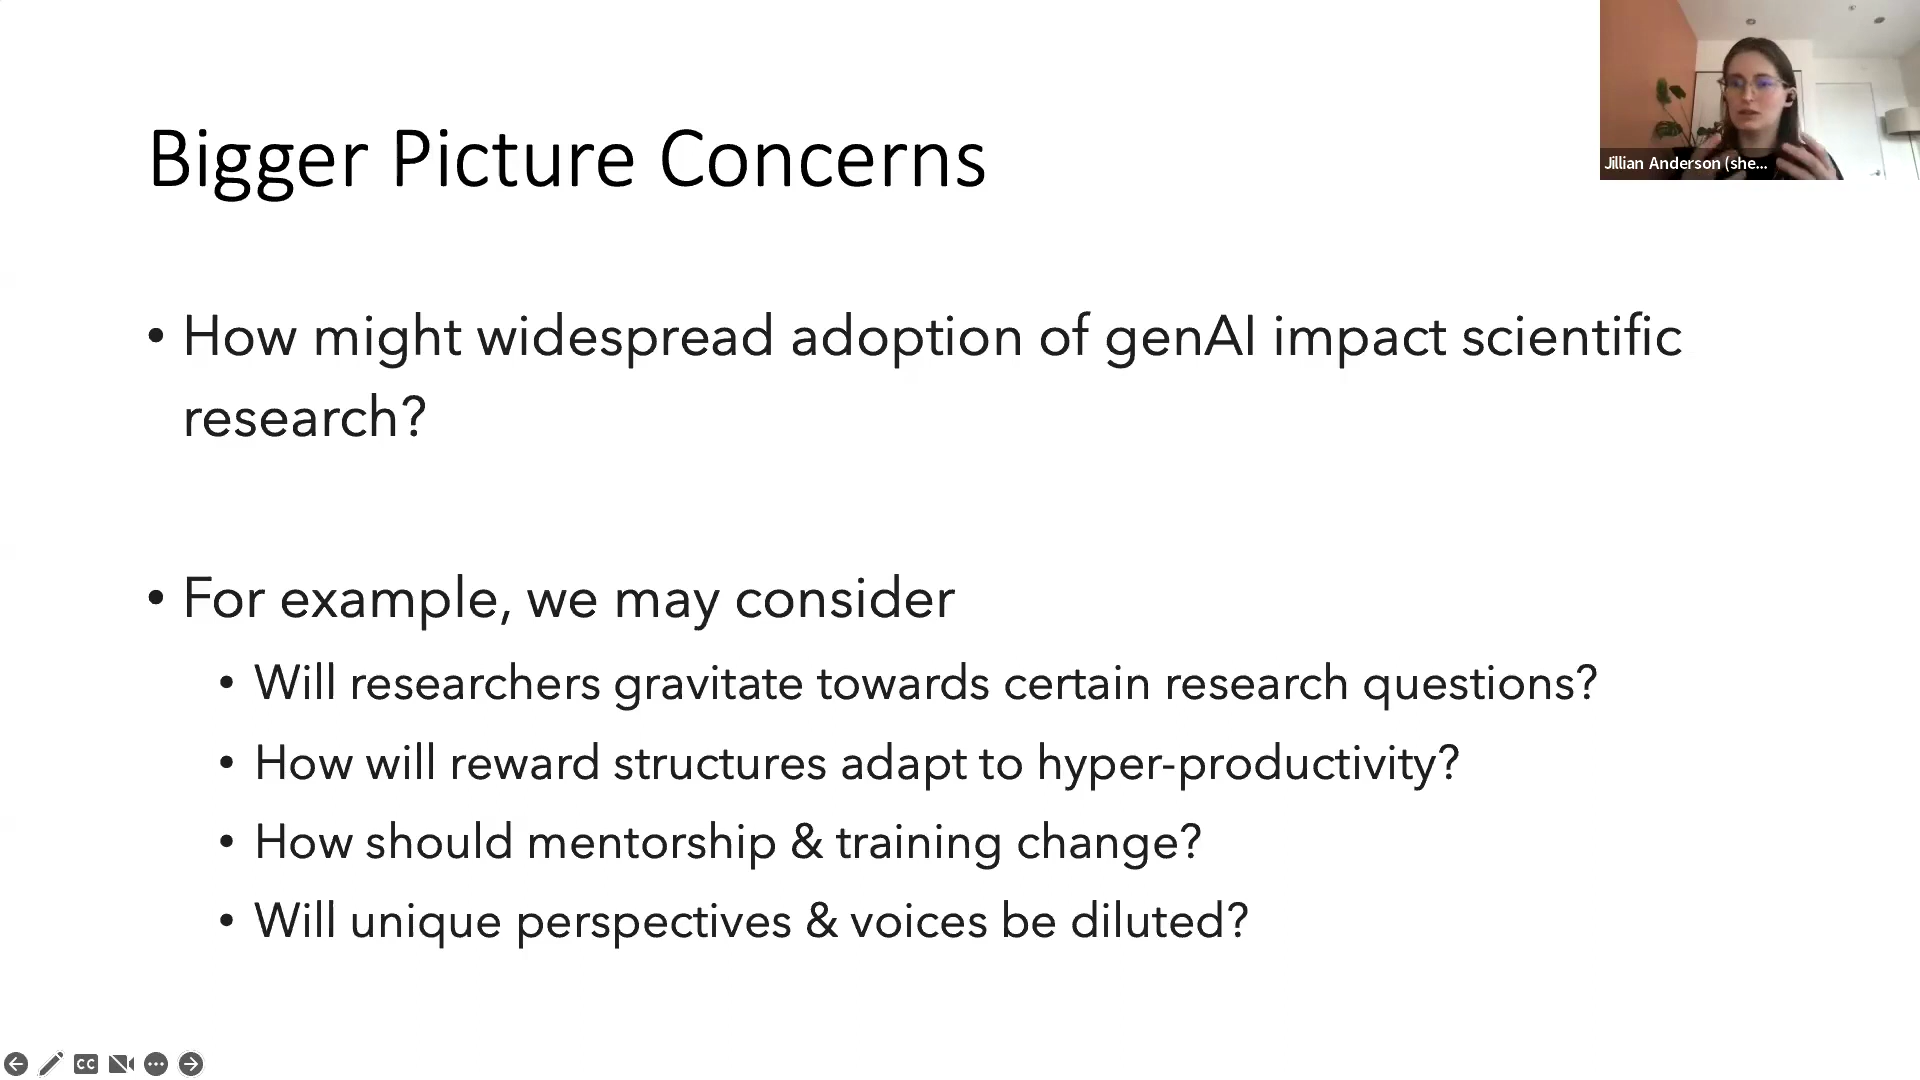 Bigger Picture Concerns
Jillian Anderson (she...
• How might widespread adoption of genAI impact scientific
research?
• For example, we may consider
• Will researchers gravitate towards certain research questions?
• How will reward structures adapt to hyper-productivity?
• How should mentorship & training change?
• Will unique perspectives & voices be diluted?
CC